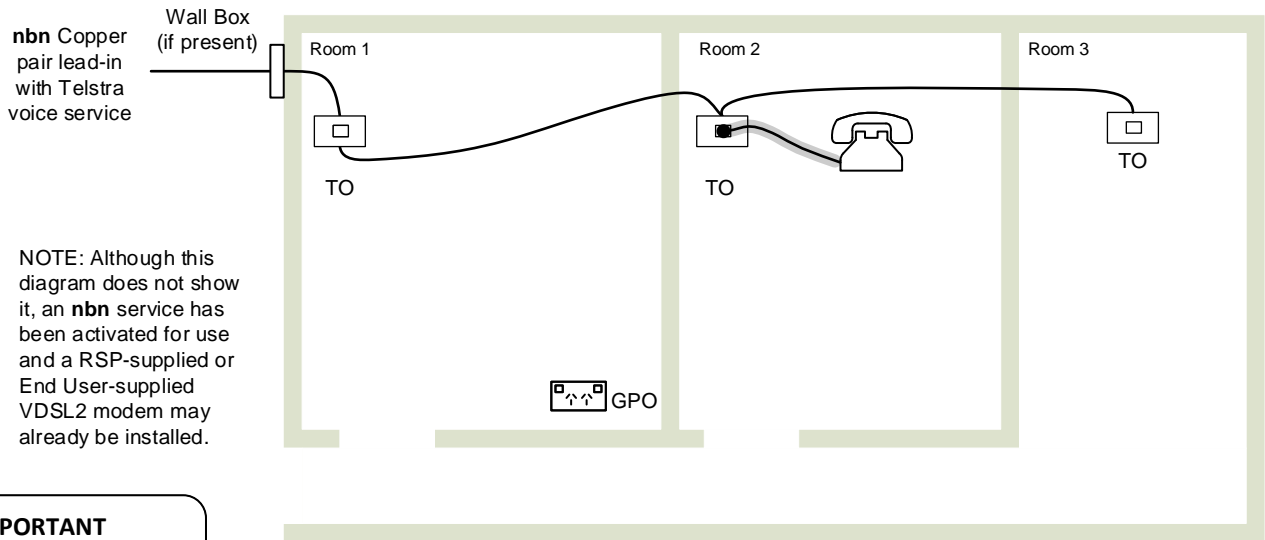 nbn Copper
pair lead-in
with Telstra
voice service
Wall Box
(if present)
Room 1
Room 2
Room 3
TO
TO
TO
GPO
NOTE: Although this
diagram does not show
it, an nbn service has
been activated for use
and a RSP-supplied or
End User-supplied
VDSL2 modem may
already be installed.
PORTANT